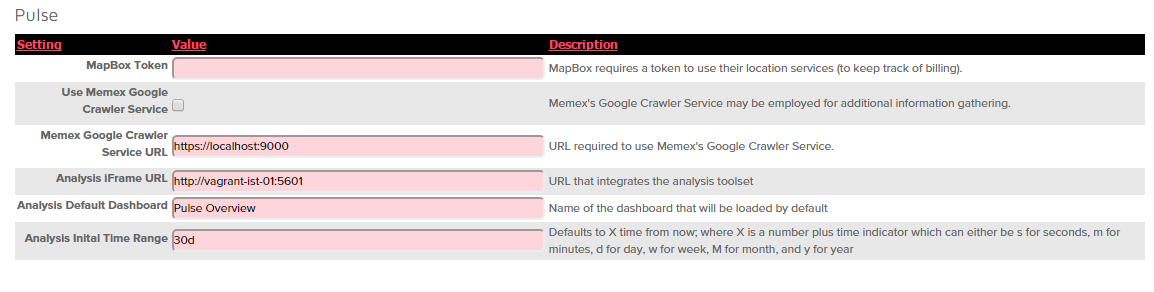 Pulse
Setting Value Description
MapBox Token MapBox requires a token to use their location services (to keep track of billing).
Use Memex Google
Crawler Service Memex's Google Crawler Service may be employed for additional information gathering.
Memex Google Crawler
Service URL https://localhost:9000 URL required to use Memex's Google Crawler Service.
Analysis iFrame URL http://vagrant-ist-01:5601 URL that integrates the analysis toolset
Analysis Default Dashboard Pulse Overview Name of the dashboard that will be loaded by default
Analysis Inital Time Range 30d Defaults to X time from now; where X is a number plus time indicator which can either be s for seconds, m for
minutes, d for day, w for week, M for month, and y for year